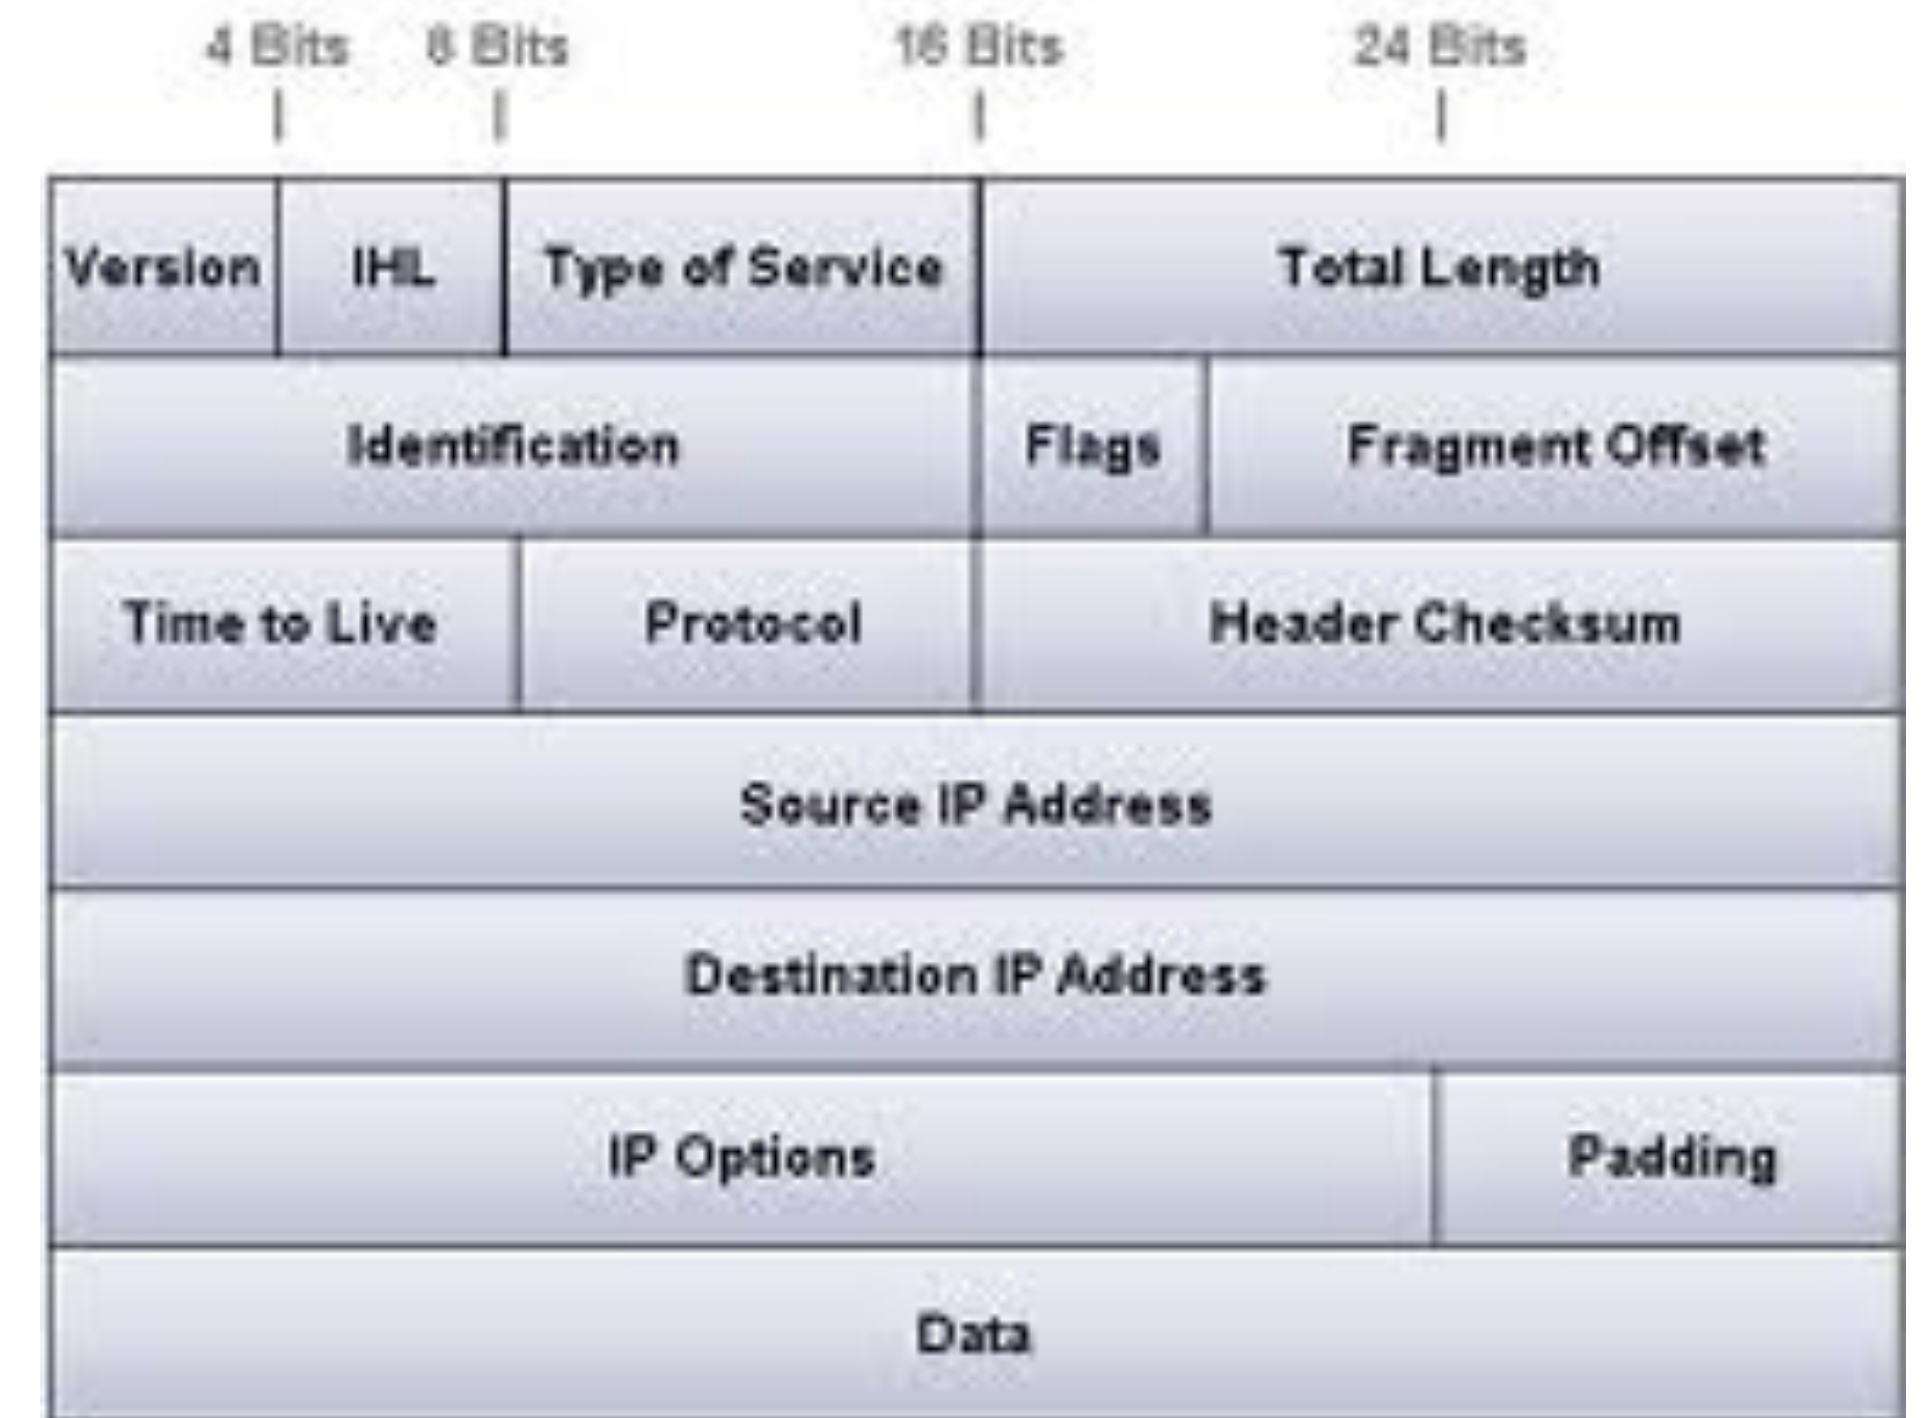 4 Bits 8 Bits 16 Bits 24 Bits
Version IHL Type of Service Total Length
Identification Flags Fragment Offset
Time to Live Protocol Header Checksum
Source IP Address
Destination IP Address
IP Options Padding
Data